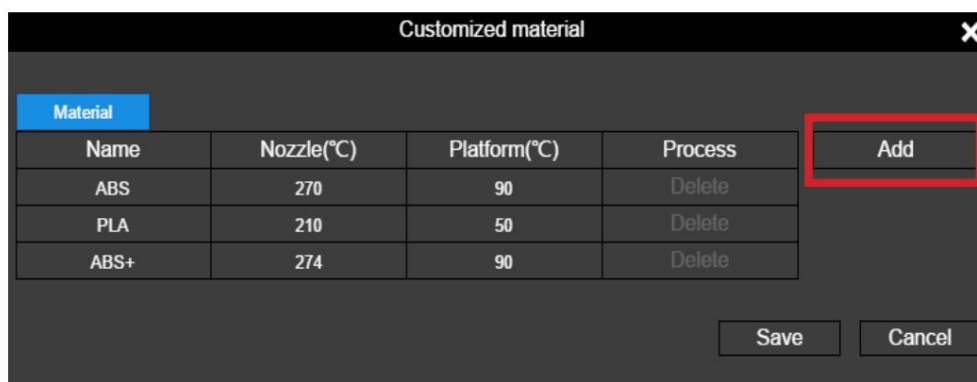 Customized material
Material
Name Nozzle(℃) Platform(℃) Process Add
ABS 270 90 Delete
PLA 210 50 Delete
ABS+ 274 90 Delete
Save Cancel